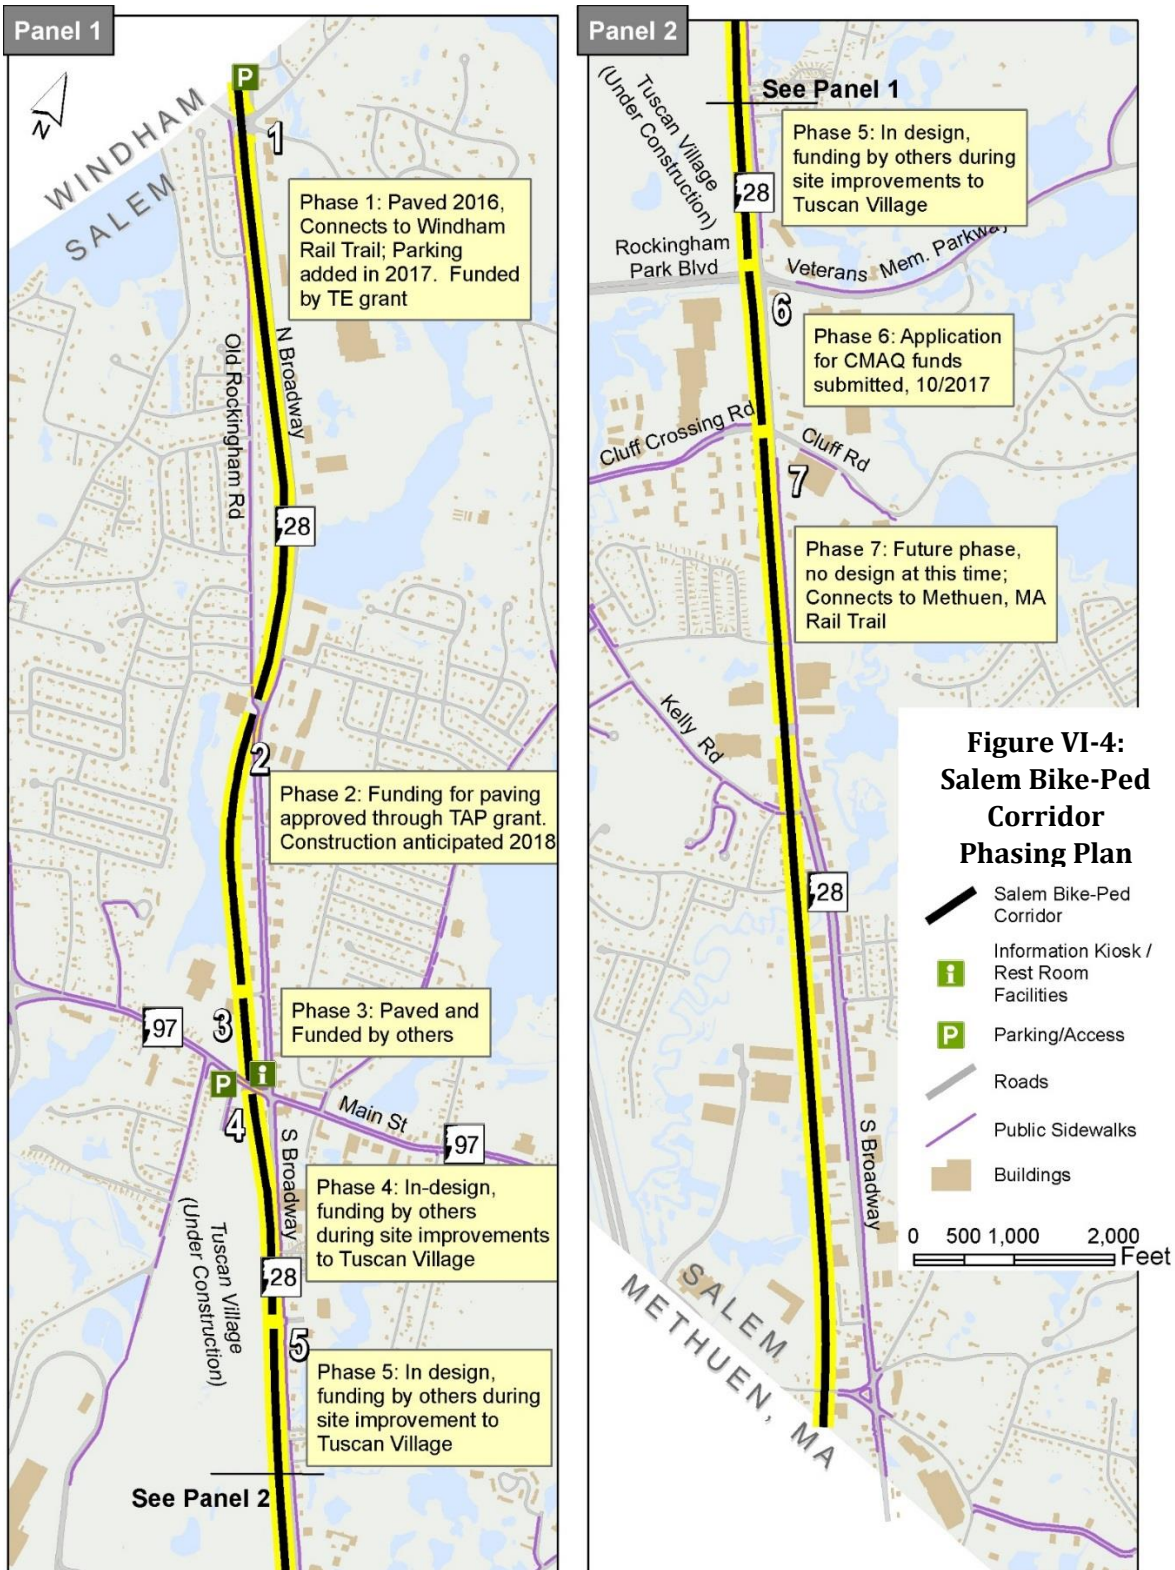 Panel 1
N
WINDHAM
SALEM
P
1
Phase 1: Paved 2016,
Connects to Windham
Rail Trail; Parking
added in 2017. Funded
by TE grant
Old Rockingham Rd
N Broadway
28
2
Phase 2: Funding for paving
approved through TAP grant.
Construction anticipated 2018
Phase 3: Paved and
Funded by others
3
97
P
i
4
Main St
97
S Broadway
Phase 4: In-design,
funding by others
during site improvements
to Tuscan Village
Tuscan Village
(Under Construction)
28
5
Phase 5: In design,
funding by others during
site improvement to
Tuscan Village
See Panel 2
Panel 2
See Panel 1
Tuscan Village
(Under Construction)
Phase 5: In design,
funding by others during
site improvements to
Tuscan Village
28
Rockingham
Park Blvd
Veterans Mem. Parkway
6
Phase 6: Application
for CMAQ funds
submitted, 10/2017
Cluff Crossing Rd
Cluff Rd
7
Phase 7: Future phase,
no design at this time;
Connects to Methuen, MA
Rail Trail
Kelly Rd
28
S Broadway
SALEM
METHUEN, MA
Figure VI-4:
Salem Bike-Ped
Corridor
Phasing Plan
Salem Bike-Ped
Corridor
i
Information Kiosk /
Rest Room
Facilities
P
Parking/Access
Roads
Public Sidewalks
Buildings
0 500 1,000 2,000
Feet